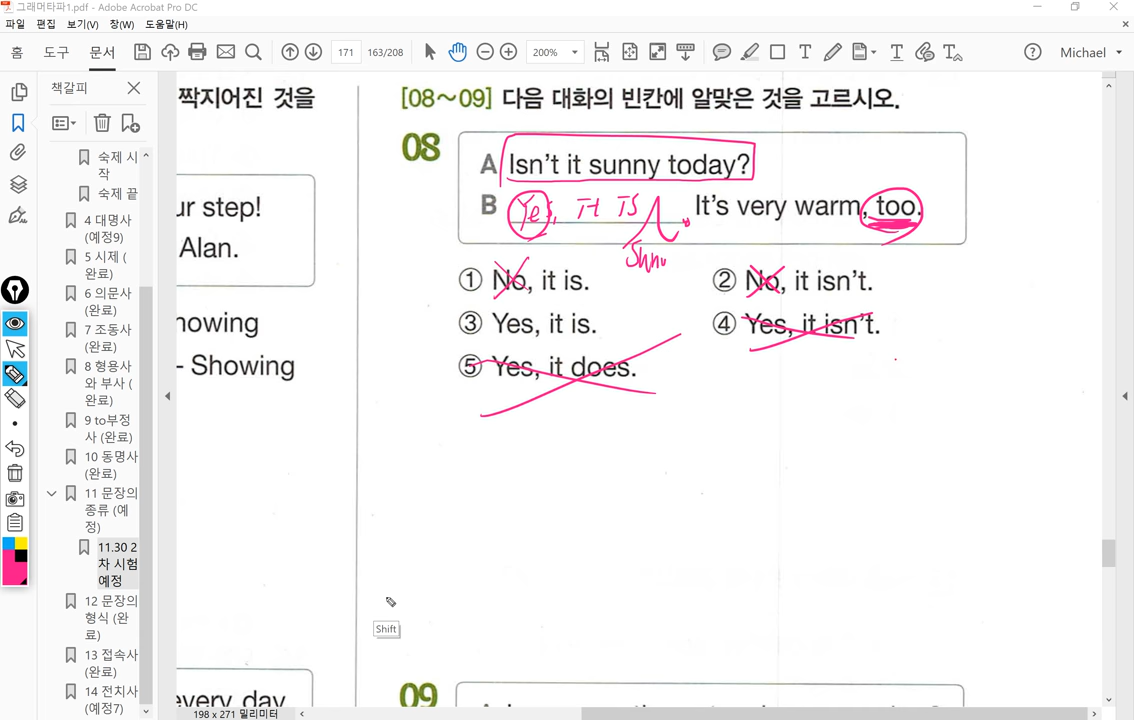 그래머타파1.pdf - Adobe Acrobat Pro DC
파일 편집 보기(V) 창(W) 도움말(H)
홈 도구 문서 171 163/208 200% Michael
책갈피
숙제 시
작
숙제 끝
4 대명사
(예정9)
5 시제 (
완료)
6 의문사
(완료)
7 조동사
(완료)
8 형용사
와 부사 (
완료)
9 to부정
사 (완료)
10 동명사
(완료)
11 문장의
종류 (예
정)
11.30 2
차 시험
예정
12 문장의
형식 (완
료)
13 접속사
(완료)
14 전치사
(예정7)
짝지어진 것을
ur step!
Alan.
nowing
- Showing
every day
[08~09] 다음 대화의 빈칸에 알맞은 것을 고르시오.
08
A Isn't it sunny today?
B Yes, IT IS . It's very warm, too.
① No, it is.
② No, it isn't.
③ Yes, it is.
④ Yes, it isn't.
⑤ Yes, it does.
Shift
09
198 x 271 밀리미터